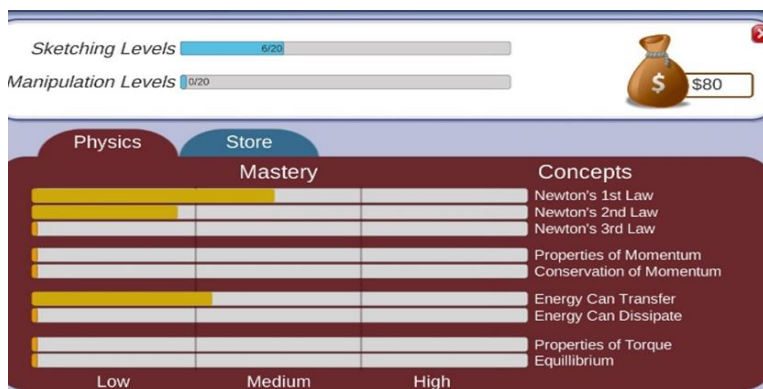 Sketching Levels 6/20
Manipulation Levels 0/20
$ $80
Physics Store
Mastery Concepts
Newton's 1st Law
Newton's 2nd Law
Newton's 3rd Law
Properties of Momentum
Conservation of Momentum
Energy Can Transfer
Energy Can Dissipate
Properties of Torque
Equillibrium
Low Medium High